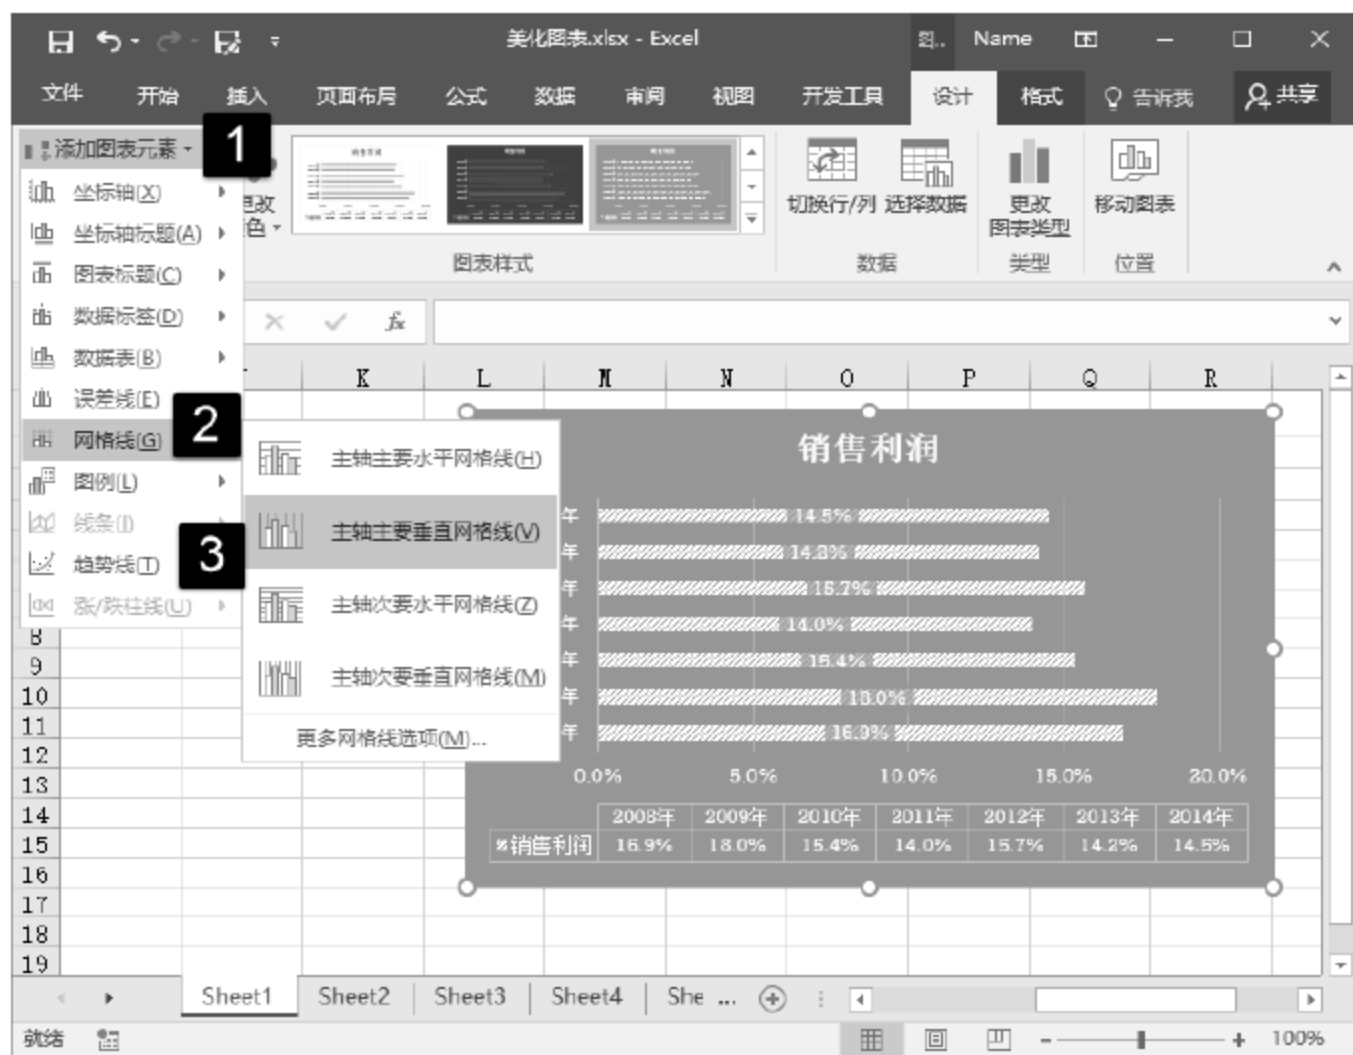 美化图表.xlsx - Excel
图..
Name
文件
开始
插入
页面布局
公式
数据
审阅
视图
开发工具
设计
格式
告诉我
共享
添加图表元素
1
更改
色
切换行/列
选择数据
更改
图表类型
移动图表
图表样式
数据
类型
位置
坐标轴(X)
坐标轴标题(A)
图表标题(C)
数据标签(D)
数据表(B)
误差线(E)
网格线(G)
图例(L)
线条(I)
趋势线(T)
涨/跌柱线(U)
2
3
主轴主要水平网格线(H)
主轴主要垂直网格线(V)
主轴次要水平网格线(Z)
主轴次要垂直网格线(M)
更多网格线选项(M)...
fx
K
L
M
N
O
P
Q
R
8
9
10
11
12
13
14
15
16
17
18
19
销售利润
年 14.5%
年 14.2%
年 15.7%
年 14.0%
年 15.4%
年 18.0%
年 16.9%
0.0% 5.0% 10.0% 15.0% 20.0%
2008年 2009年 2010年 2011年 2012年 2013年 2014年
销售利润 16.9% 18.0% 15.4% 14.0% 15.7% 14.2% 14.5%
Sheet1
Sheet2
Sheet3
Sheet4
She ...
就绪
100%